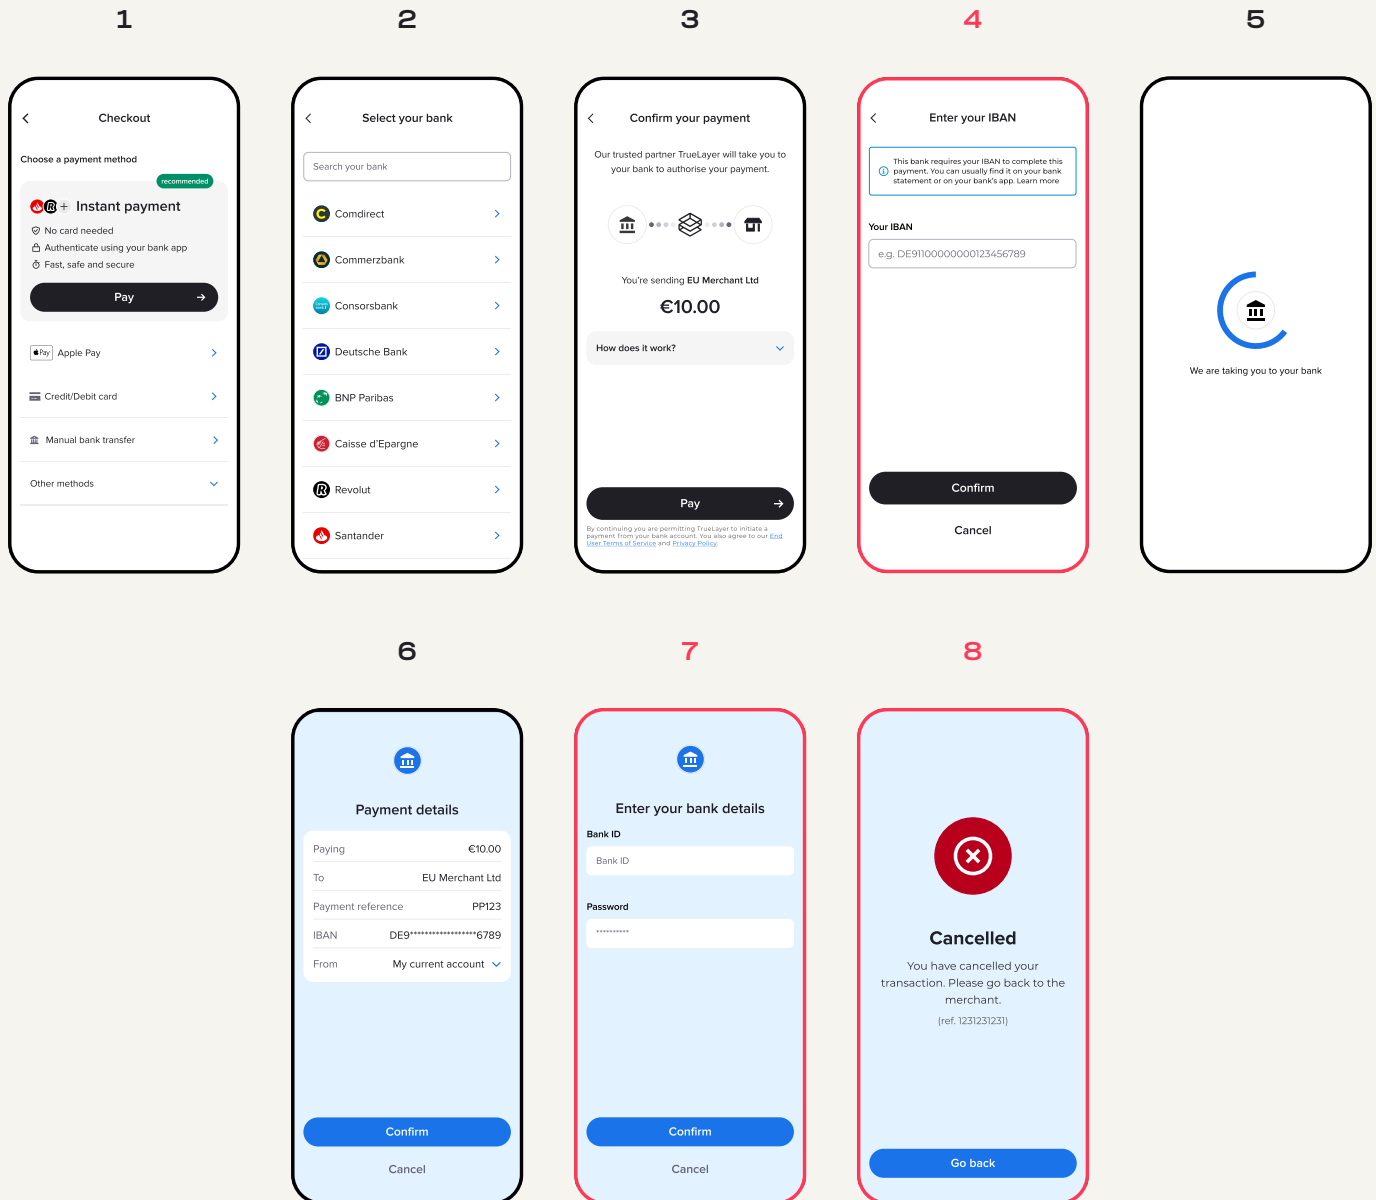 1
2
3
4
5
Checkout
Choose a payment method
recommended
Instant payment
No card needed
Authenticate using your bank app
Fast, safe and secure
Pay
Pay
Apple Pay
Credit/Debit card
Manual bank transfer
Other methods
Select your bank
Search your bank
Comdirect
Commerzbank
Consorsbank
Deutsche Bank
BNP Paribas
Caisse d'Epargne
Revolut
Santander
Confirm your payment
Our trusted partner TrueLayer will take you to
your bank to authorise your payment.
You're sending EU Merchant Ltd
€10.00
How does it work?
Pay
By continuing you are permitting TrueLayer to initiate a
payment from your bank account. You also agree to our End
User Terms of Service and Privacy Policy.
Enter your IBAN
This bank requires your IBAN to complete this
payment. You can usually find it on your bank
statement or on your bank's app. Learn more
Your IBAN
e.g. DE91100000000123456789
Confirm
Cancel
We are taking you to your bank
6
7
8
Payment details
Paying €10.00
To EU Merchant Ltd
Payment reference PP123
IBAN DE9******************6789
From My current account
Confirm
Cancel
Enter your bank details
Bank ID
Bank ID
Password
**********
Confirm
Cancel
Cancelled
You have cancelled your
transaction. Please go back to the
merchant.
(ref. 1231231231)
Go back